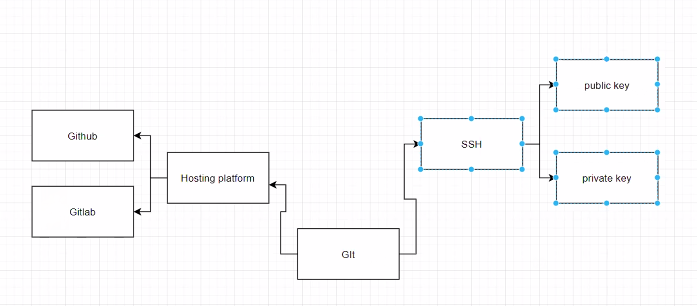 public key
Github
SSH
Hosting platform
private key
Gitlab
GIt